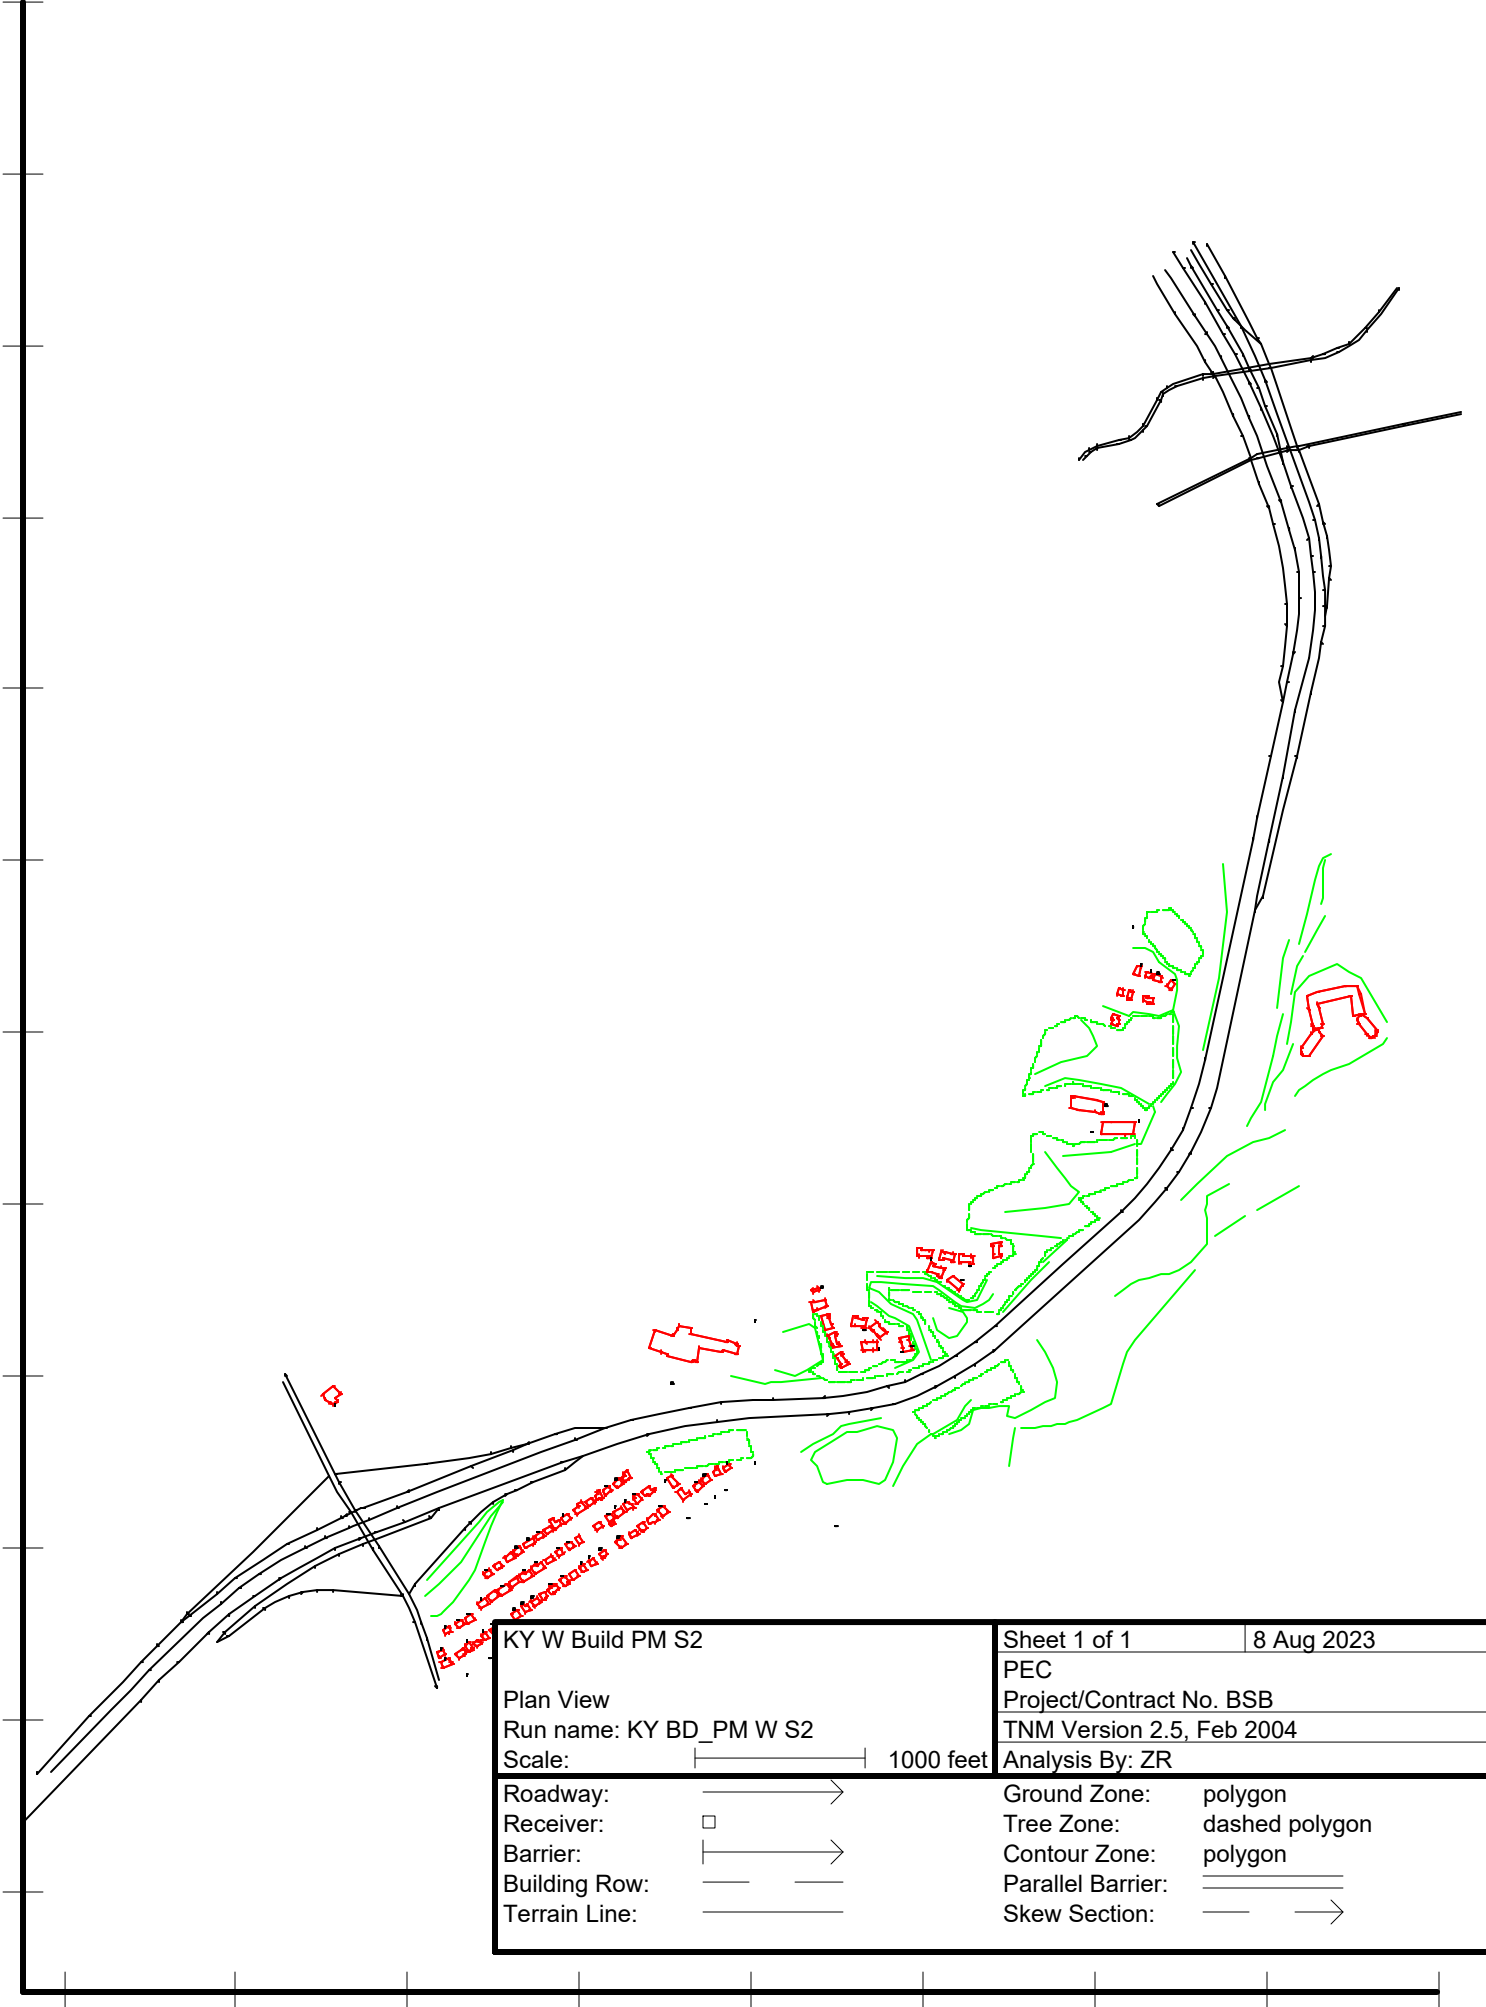 KY W Build PM S2
Sheet 1 of 1
8 Aug 2023
PEC
Plan View
Project/Contract No. BSB
Run name: KY BD_PM W S2
TNM Version 2.5, Feb 2004
Scale:
1000 feet
Analysis By: ZR
Roadway:
Ground Zone:
polygon
Receiver:
Tree Zone:
dashed polygon
Barrier:
Contour Zone:
polygon
Building Row:
Parallel Barrier:
Terrain Line:
Skew Section: